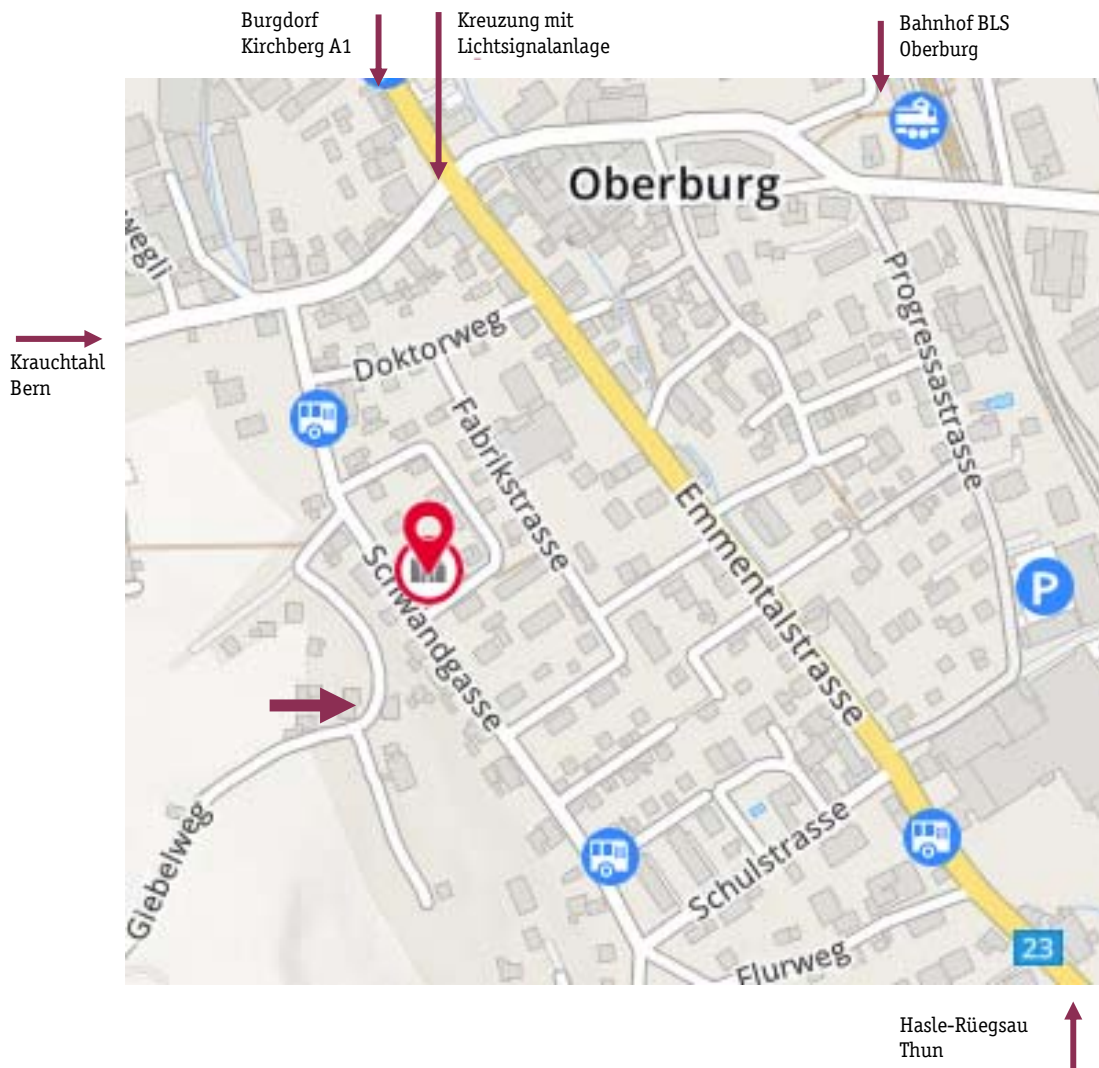 Burgdorf
Kirchberg A1
Kreuzung mit
Lichtsignalanlage
Bahnhof BLS
Oberburg
Oberburg
wegli
Krauchtahl
Bern
Doktorweg
Progressastrasse
Fabrikstrasse
Emmentalstrasse
Schwandgasse
P
Giebelweg
Schulstrasse
Flurweg
23
Hasle-Rüegsau
Thun